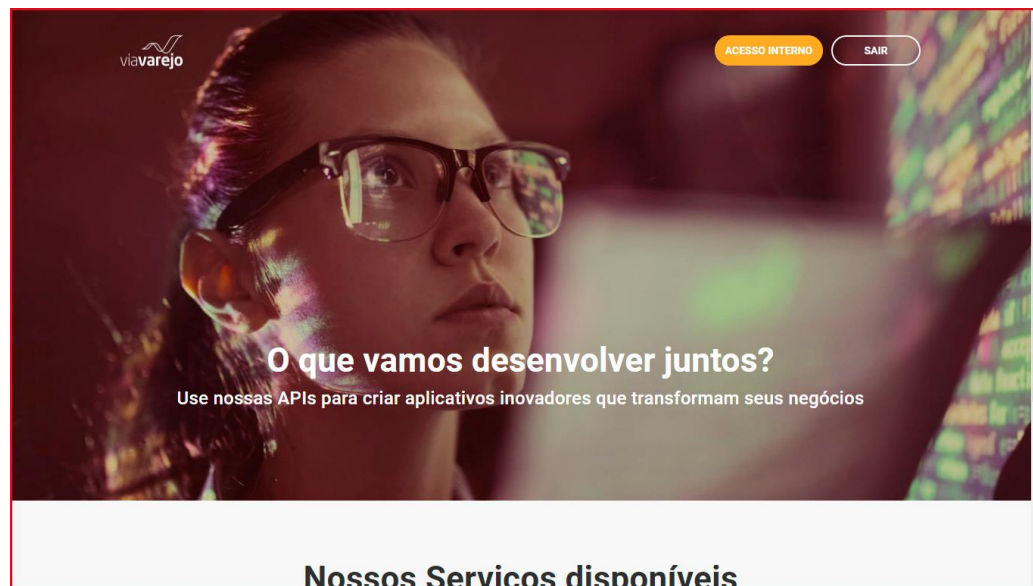 viavarejo
ACESSO INTERNO
SAIR
O que vamos desenvolver juntos?
Use nossas APIs para criar aplicativos inovadores que transformam seus negócios
Nossos Serviços disponíveis